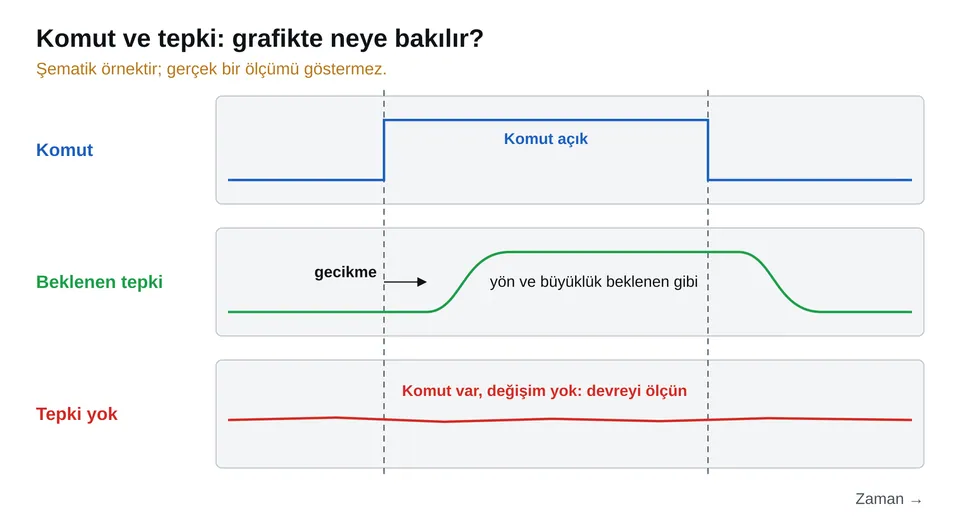 Komut ve tepki: grafikte neye bakılır?
Şematik örnektir; gerçek bir ölçümü göstermez.
Komut
Komut açık
Beklenen tepki
gecikme
yön ve büyüklük beklenen gibi
Tepki yok
Komut var, değişim yok: devreyi ölçün
Zaman →